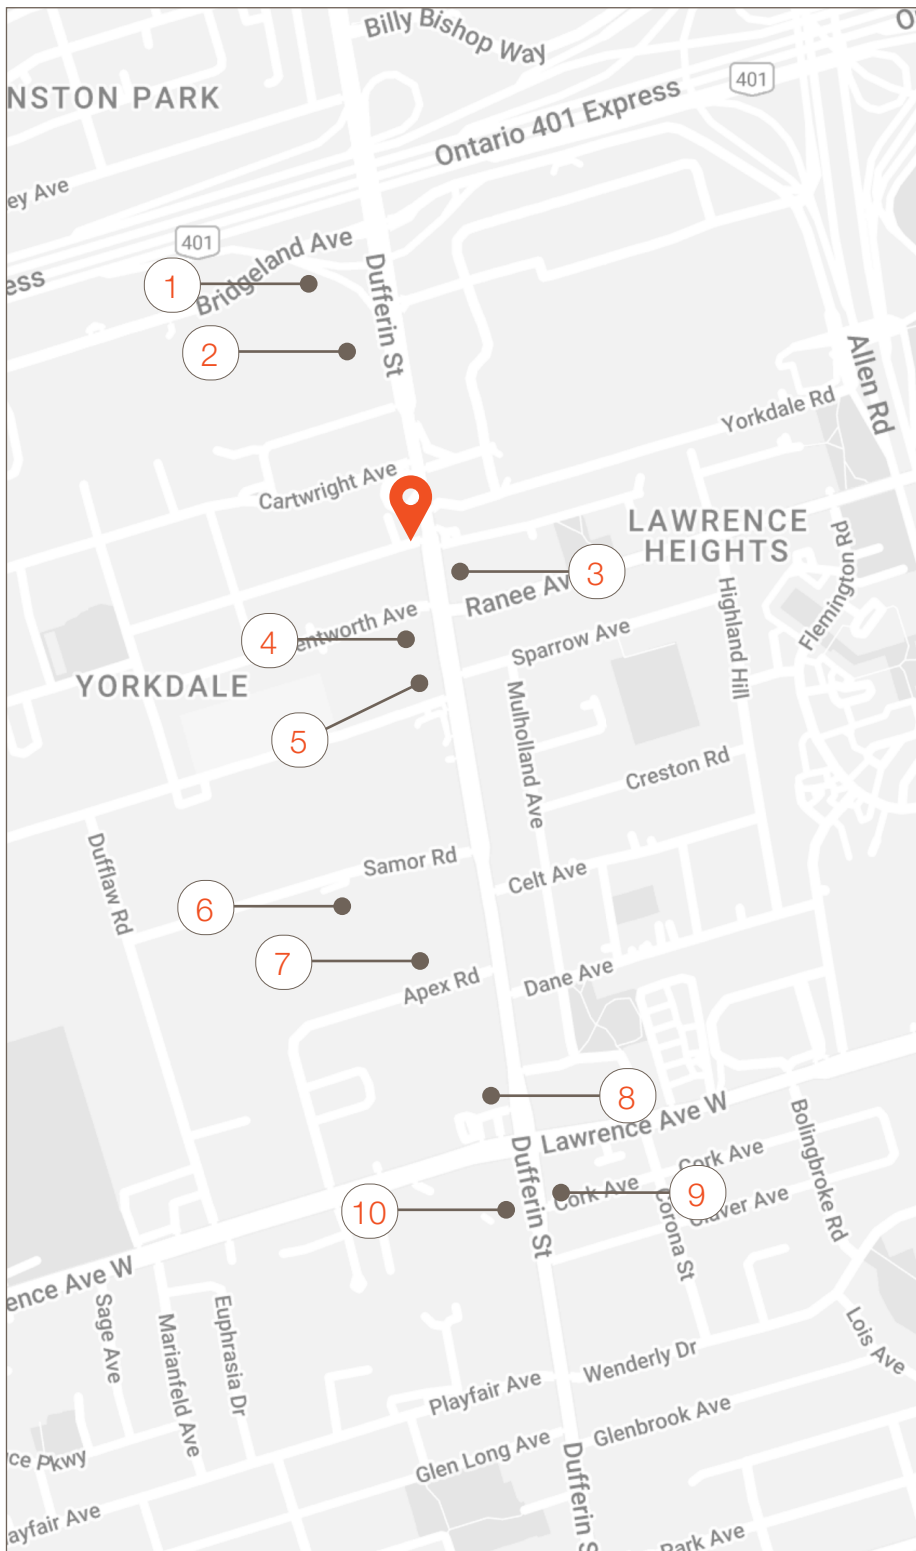 Billy Bishop Way
O
401
NSTON PARK
Ontario 401 Express
ey Ave
401
Bridgeland Ave
ess
1
Dufferin St
2
Allen Rd
Yorkdale Rd
Cartwright Ave
LAWRENCE
HEIGHTS
Flemington Rd
3
Ranee Av
Highland Hill
entworth Ave
4
Sparrow Ave
YORKDALE
Mulholland Ave
5
Creston Rd
Dufflaw Rd
Samor Rd
Celt Ave
6
7
Apex Rd
Dane Ave
8
Lawrence Ave W
Bolingbroke Rd
Dufferin St
Cork Ave
Cork Ave
9
10
Claver Ave
Corona St
ence Ave W
Sage Ave
Marianfeld Ave
Euphrasia Dr
Lois Ave
Wenderly Dr
Playfair Ave
Glenbrook Ave
Glen Long Ave
ce Pkwy
Dufferin S
ayfair Ave
Park Ave